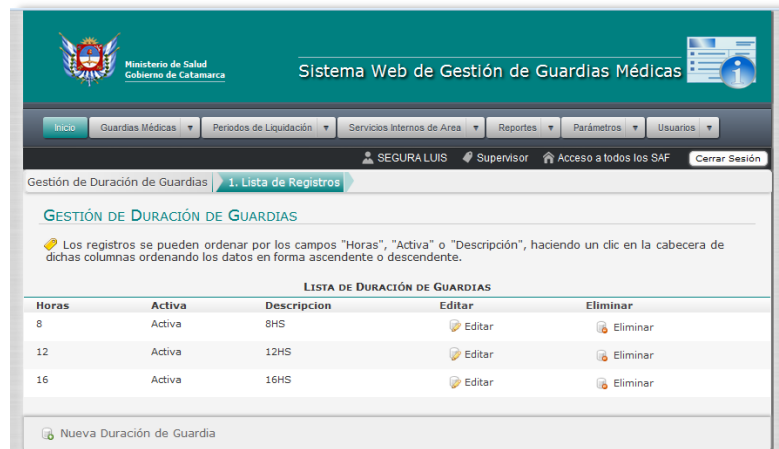 Ministerio de Salud
Gobierno de Catamarca
Sistema Web de Gestión de Guardias Médicas
Inicio Guardias Médicas Periodos de Liquidación Servicios Internos de Area Reportes Parámetros Usuarios
SEGURA LUIS Supervisor Acceso a todos los SAF Cerrar Sesión
Gestión de Duración de Guardias 1. Lista de Registros
GESTIÓN DE DURACIÓN DE GUARDIAS
Los registros se pueden ordenar por los campos "Horas", "Activa" o "Descripción", haciendo un clic en la cabecera de
dichas columnas ordenando los datos en forma ascendente o descendente.
LISTA DE DURACIÓN DE GUARDIAS
Horas Activa Descripcion Editar Eliminar
8 Activa 8HS Editar Eliminar
12 Activa 12HS Editar Eliminar
16 Activa 16HS Editar Eliminar
Nueva Duración de Guardia